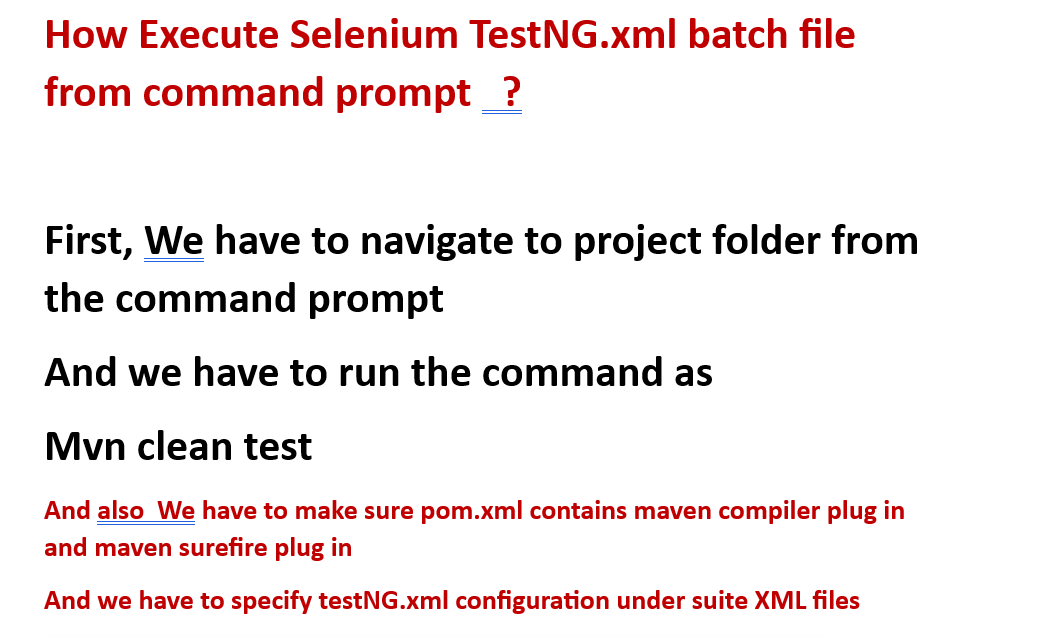 How Execute Selenium TestNG.xml batch file
from command prompt  ?
First, We have to navigate to project folder from
the command prompt
And we have to run the command as
Mvn clean test
And also  We have to make sure pom.xml contains maven compiler plug in
and maven surefire plug in
And we have to specify testNG.xml configuration under suite XML files